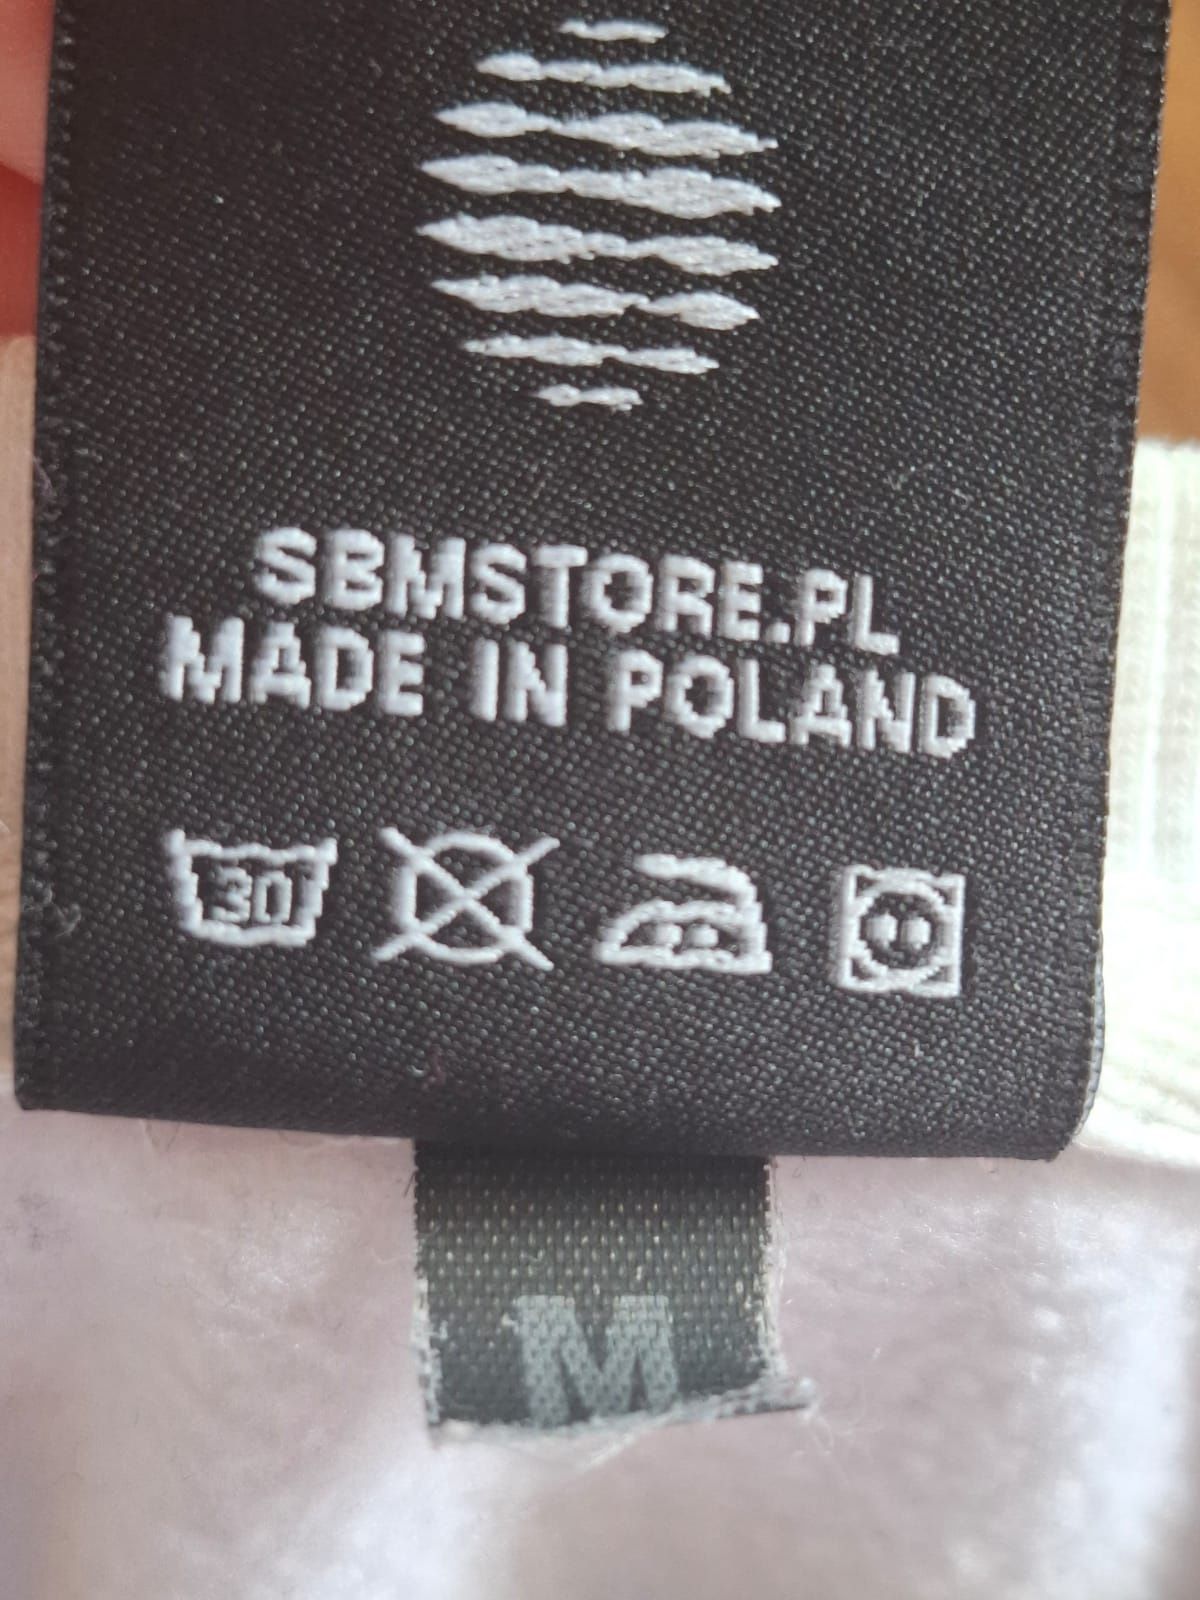 SBMSTORE.PL
MADE IN POLAND
30
M